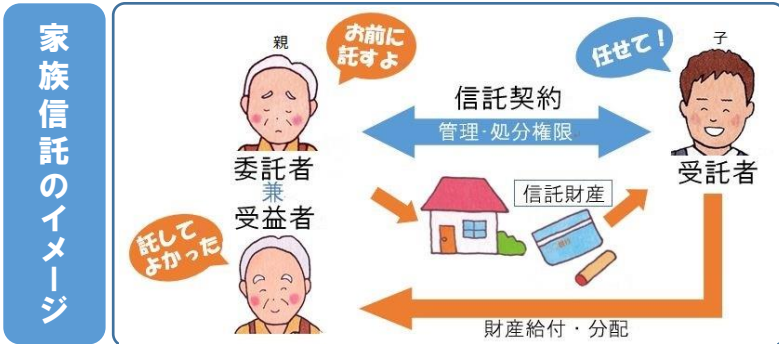 家族信託のイメージ
親
お前に
託すよ
子
任せて！
信託契約
管理・処分権限
委託者
兼
受益者
受託者
信託財産
託して
よかった
財産給付・分配